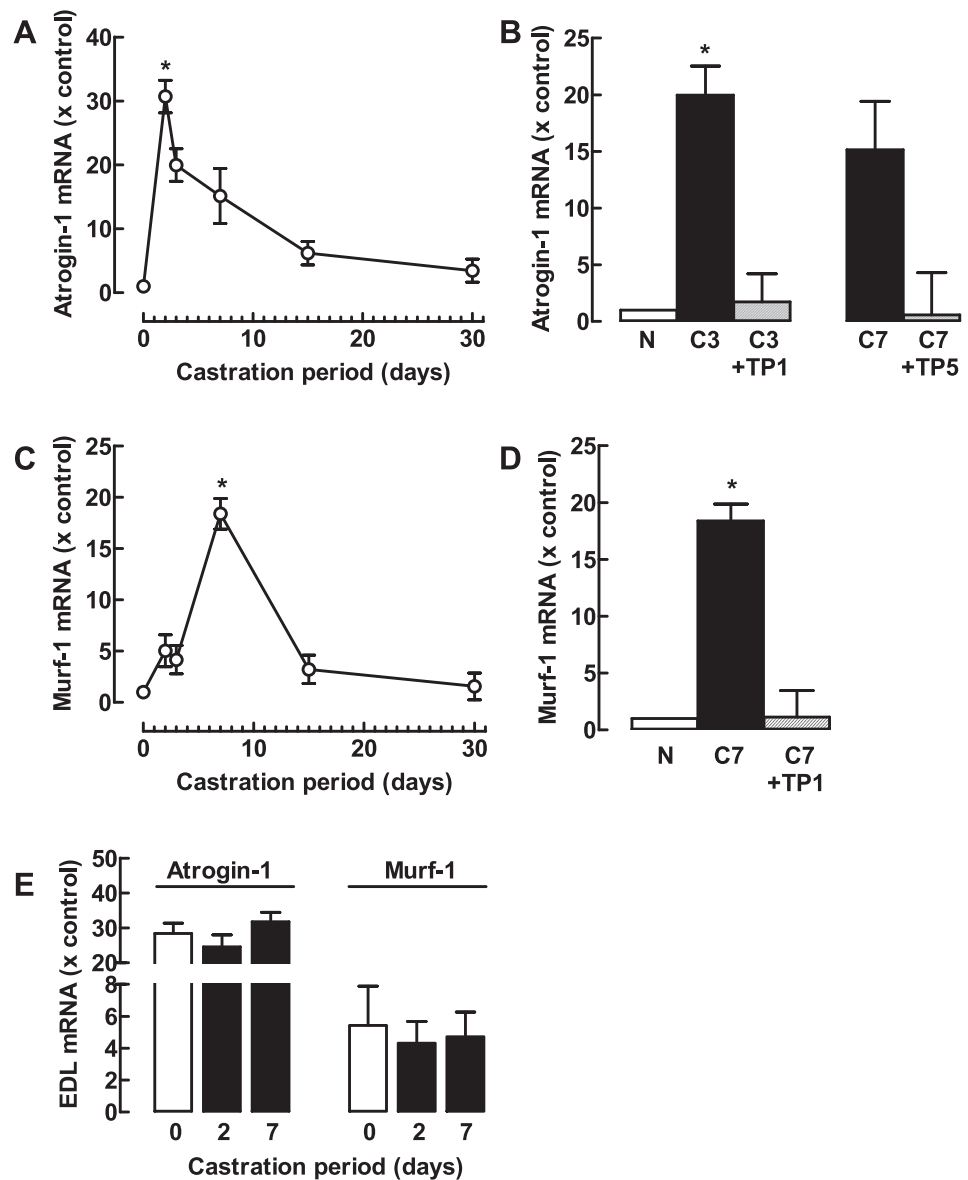 A
Atrogin-1 mRNA (x control)
40
30
20
10
0
*
0 10 20 30
Castration period (days)
B
Atrogin-1 mRNA (x control)
25
20
15
10
5
0
*
N C3 C3 C7 C7
+TP1 +TP5
C
Murf-1 mRNA (x control)
25
20
15
10
5
0
*
0 10 20 30
Castration period (days)
D
Murf-1 mRNA (x control)
25
20
15
10
5
0
*
N C7 C7
+TP1
E
EDL mRNA (x control)
50
40
30
20
8
6
4
2
0
Atrogin-1 Murf-1
0 2 7 0 2 7
Castration period (days)